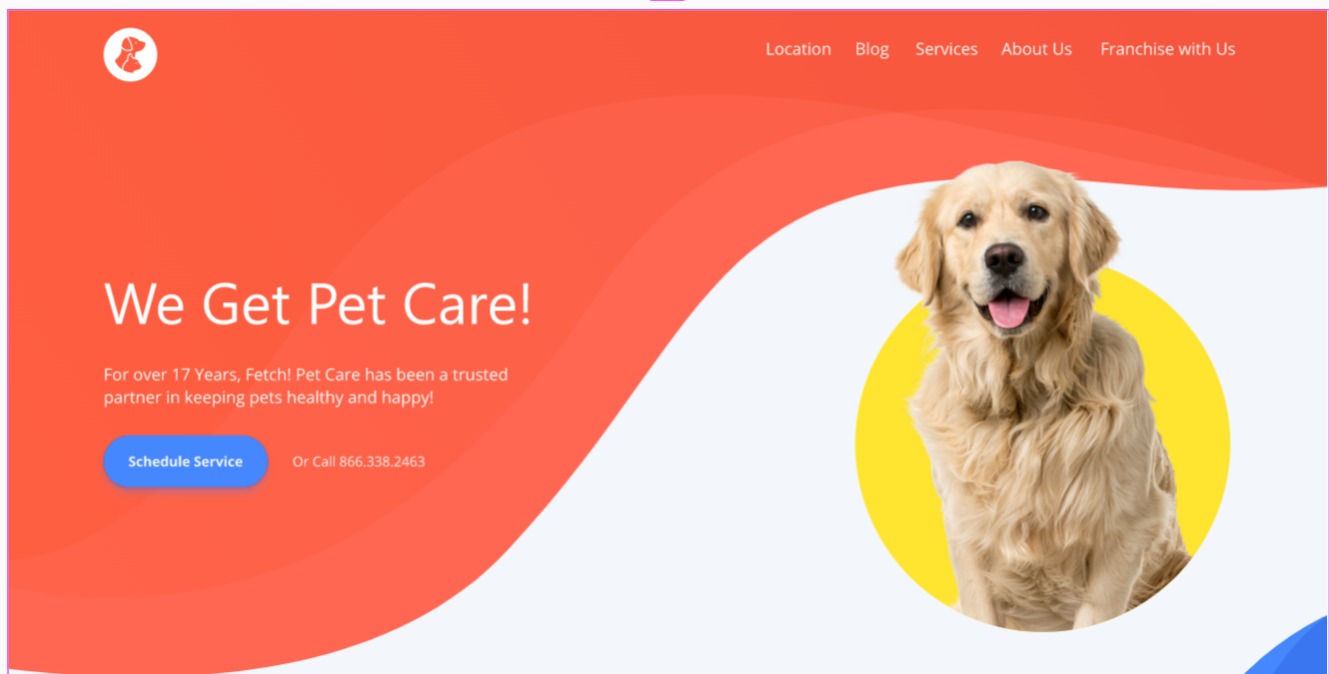 Location Blog Services About Us Franchise with Us
We Get Pet Care!
For over 17 Years, Fetch! Pet Care has been a trusted
partner in keeping pets healthy and happy!
Schedule Service Or Call 866.338.2463